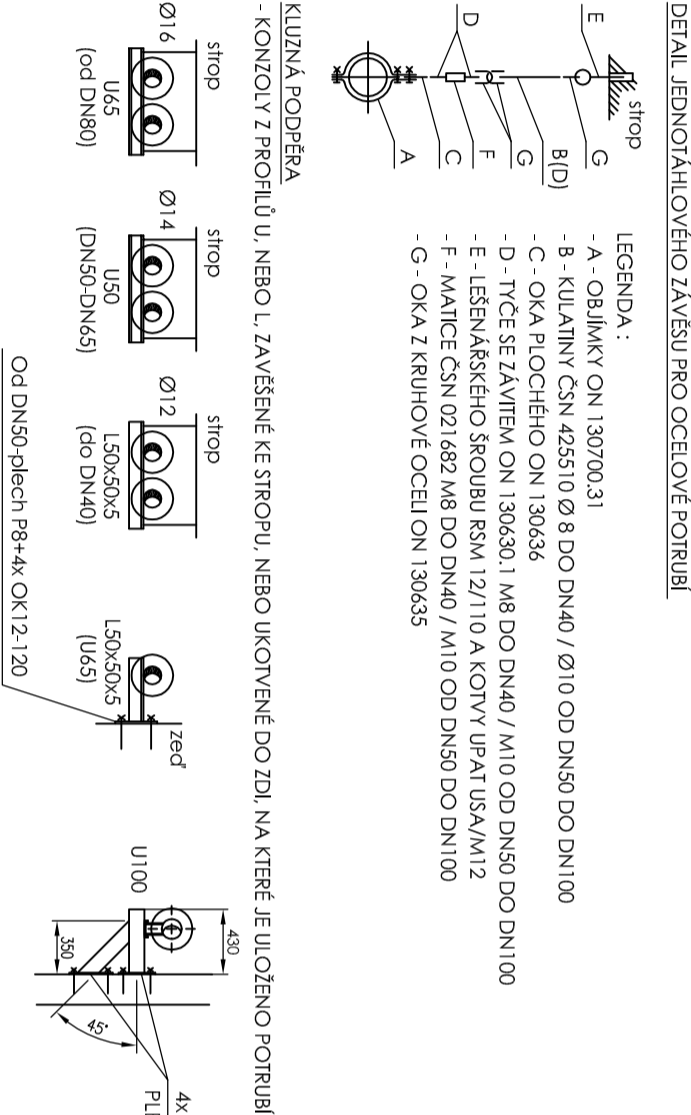 DETAIL JEDNOTÁHLOVÉHO ZÁVĚSU PRO OCELOVÉ POTRUBÍ
strop
E
G
B(D)
G
D
F
C
A
LEGENDA :
- A - OBJÍMKY ON 130700.31
- B - KULATINY ČSN 425510 Ø 8 DO DN40 / Ø10 OD DN50 DO DN100
- C - OKA PLOCHÉHO ON 130636
- D - TYČE SE ZÁVITEM ON 130630.1 M8 DO DN40 / M10 OD DN50 DO DN100
- E - LEŠENÁŘSKÉHO ŠROUBU RSM 12/110 A KOTVY UPAT USA/M12
- F - MATICE ČSN 021682 M8 DO DN40 / M10 OD DN50 DO DN100
- G - OKA Z KRUHOVÉ OCELI ON 130635
KLUZNÁ PODPĚRA
- KONZOLY Z PROFILŮ U, NEBO L, ZAVĚŠENÉ KE STROPU, NEBO UKOTVENÉ DO ZDI, NA KTERÉ JE ULOŽENO POTRUBÍ
strop
Ø16
U65
(od DN80)
strop
Ø14
U50
(DN50-DN65)
strop
Ø12
L50x50x5
(do DN40)
zeď
L50x50x5
(U65)
Od DN50-plech P8+4x OK12-120
U100
430
350
45°
4x